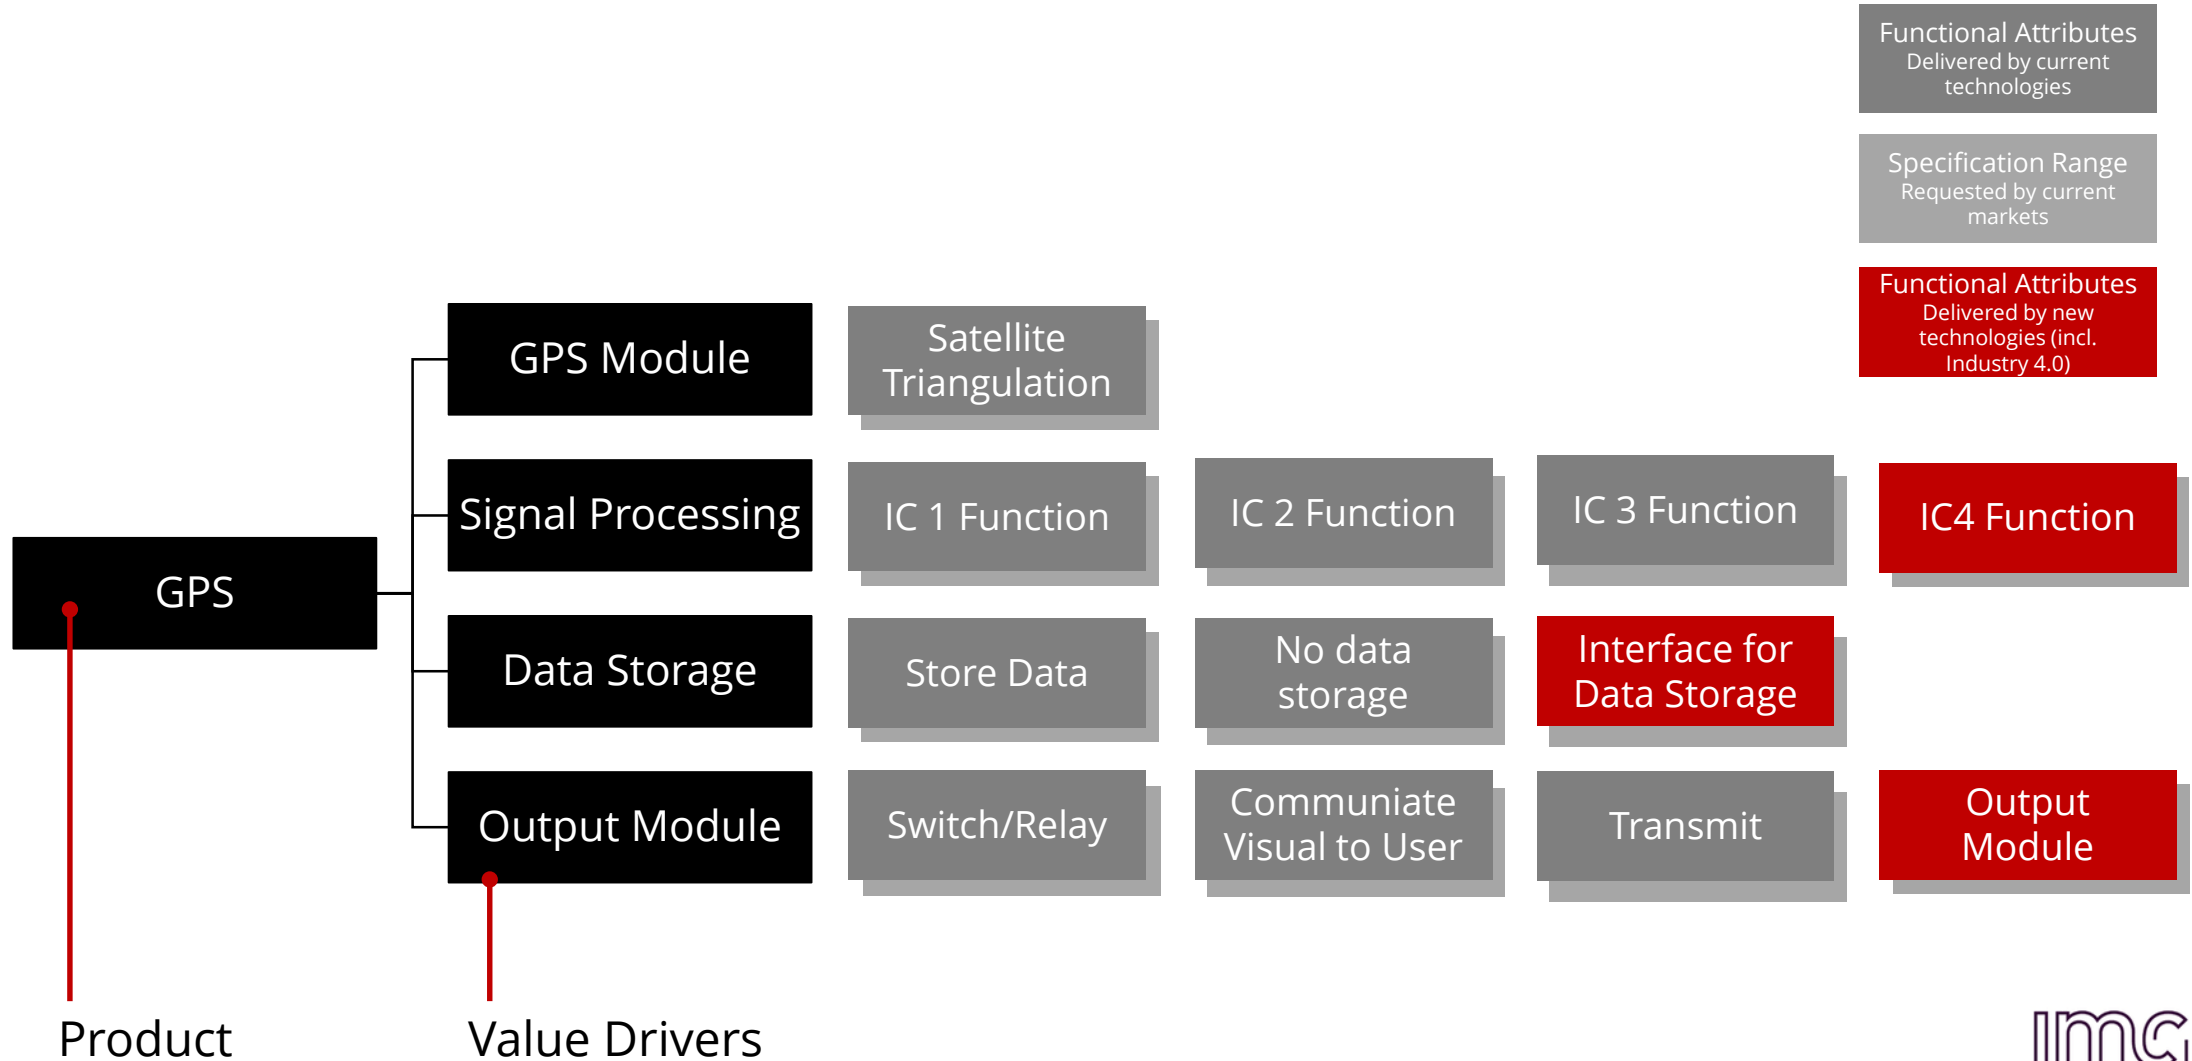 Functional Attributes
Delivered by current
technologies
Specification Range
Requested by current
markets
Functional Attributes
Delivered by new
technologies (incl.
Industry 4.0)
GPS Module
Satellite
Triangulation
Signal Processing
IC 1 Function
IC 2 Function
IC 3 Function
IC4 Function
GPS
Data Storage
Store Data
No data
storage
Interface for
Data Storage
Output Module
Switch/Relay
Communiate
Visual to User
Transmit
Output
Module
Product
Value Drivers